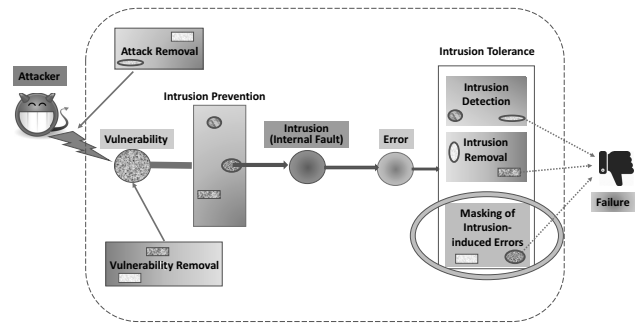 Attack Removal
Intrusion Tolerance
Attacker
Intrusion Prevention
Intrusion
Detection
Vulnerability
Intrusion
(Internal Fault)
Error
Intrusion
Removal
Failure
Masking of
Intrusion-
induced Errors
Vulnerability Removal